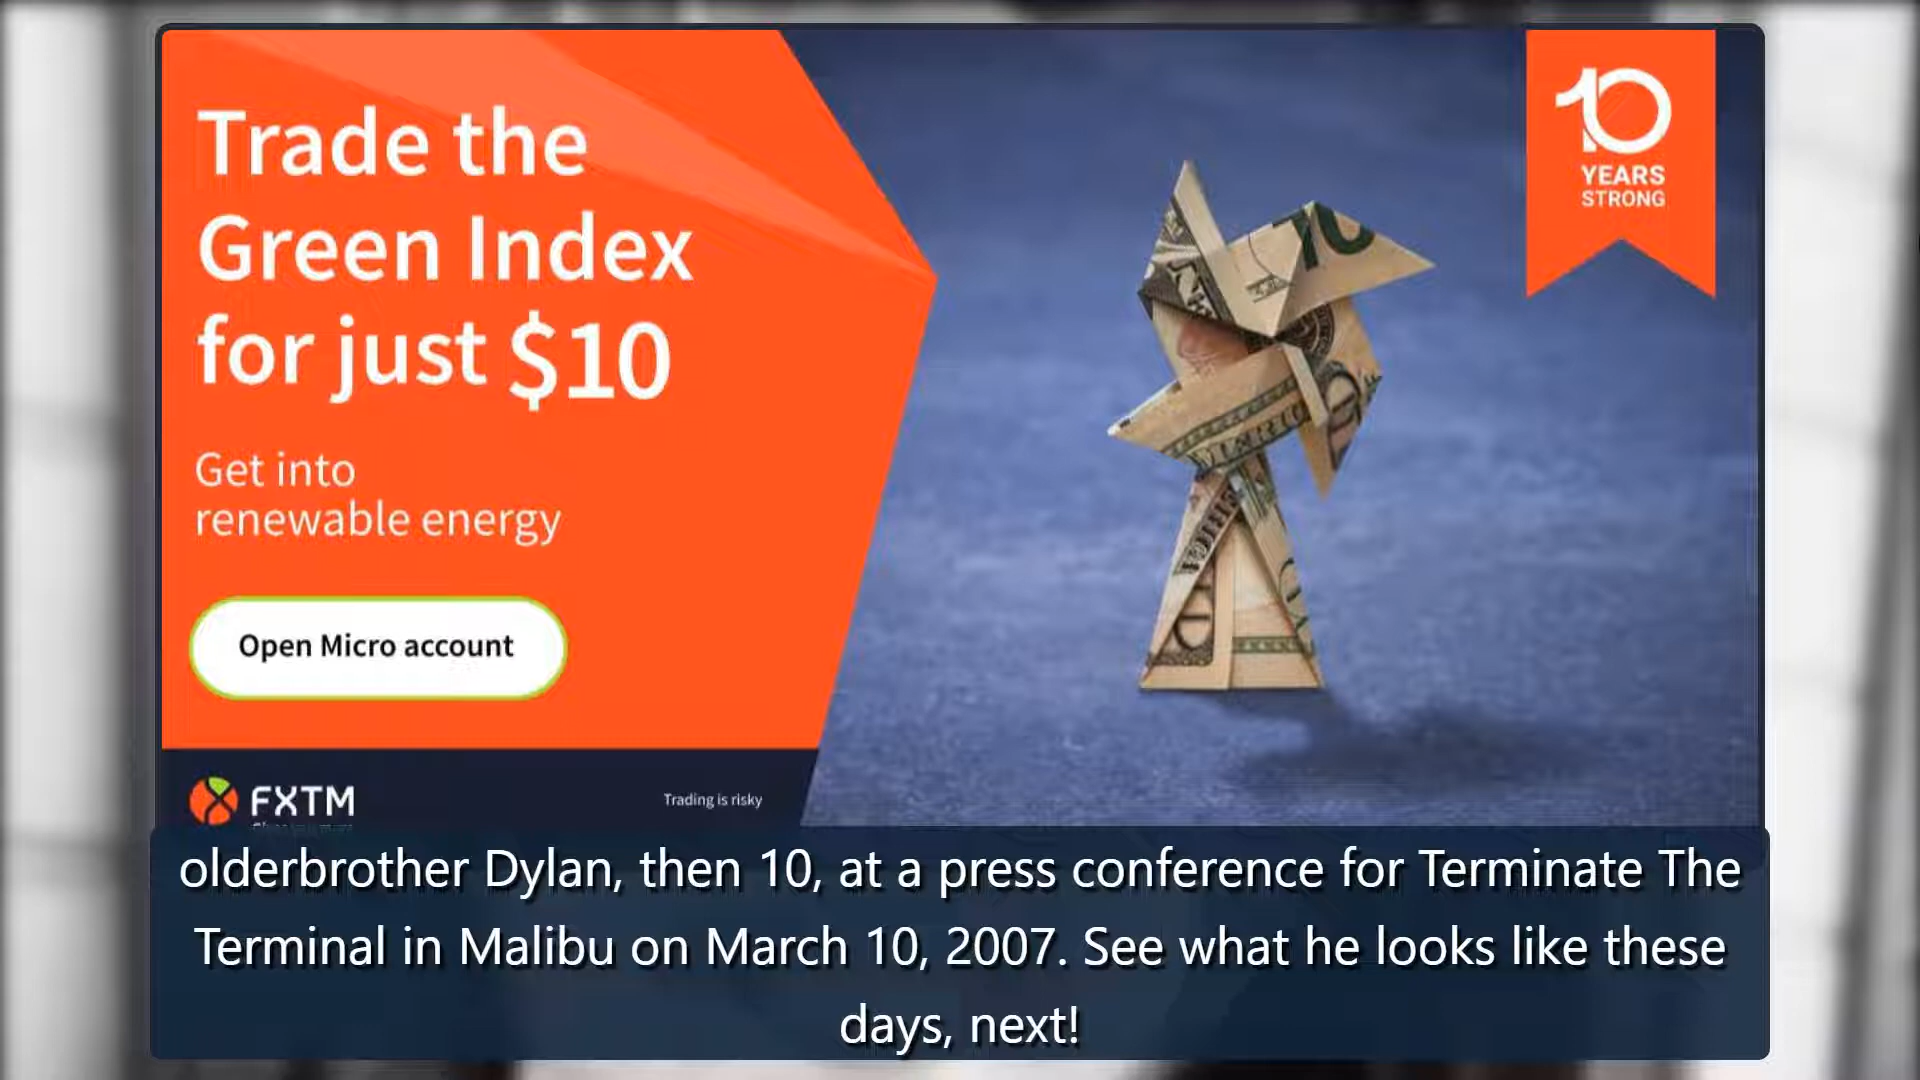 Trade the
Green Index
for just $10
Get into
renewable energy
Open Micro account
10
YEARS
STRONG
FXTM
Trading is risky
olderbrother Dylan, then 10, at a press conference for Terminate The
Terminal in Malibu on March 10, 2007. See what he looks like these
days, next!